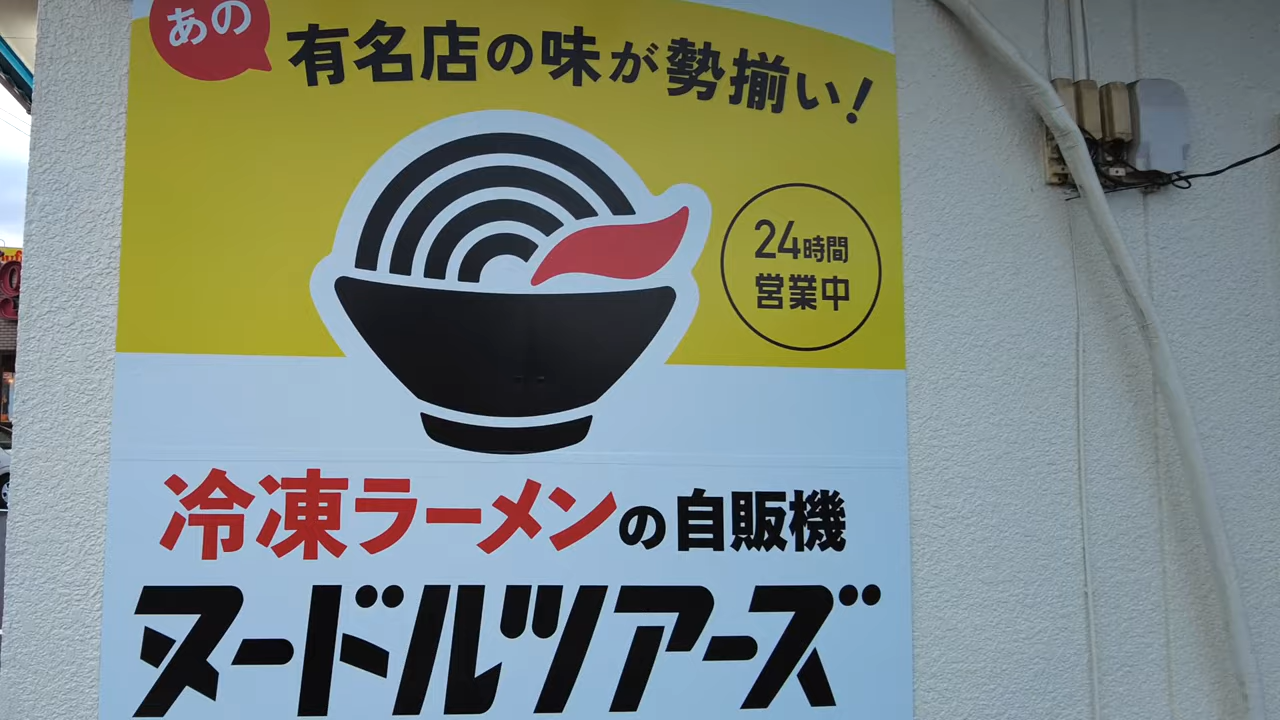 あの
有名店の味が勢揃い!
24時間
営業中
冷凍ラーメンの自販機
ヌードルツアーズ